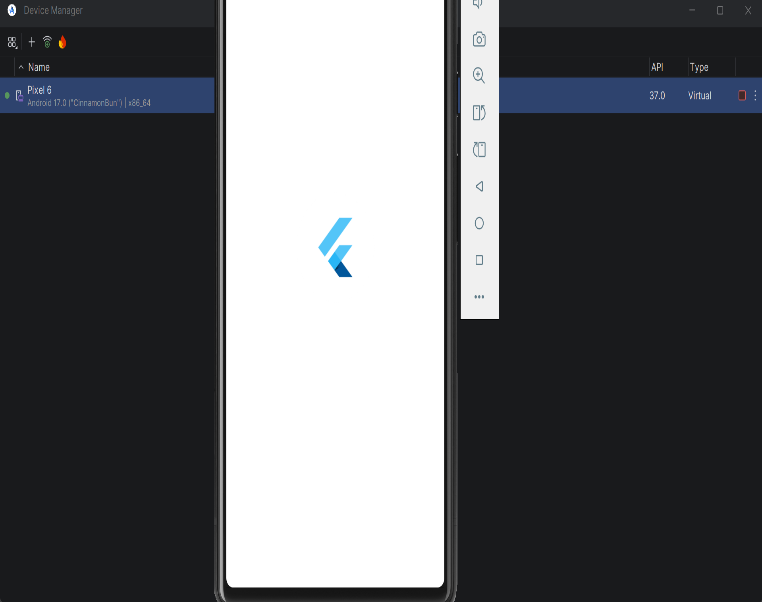 Device Manager
Name API Type
Pixel 6 37.0 Virtual
Android 17.0 ("CinnamonBun") | x86_64